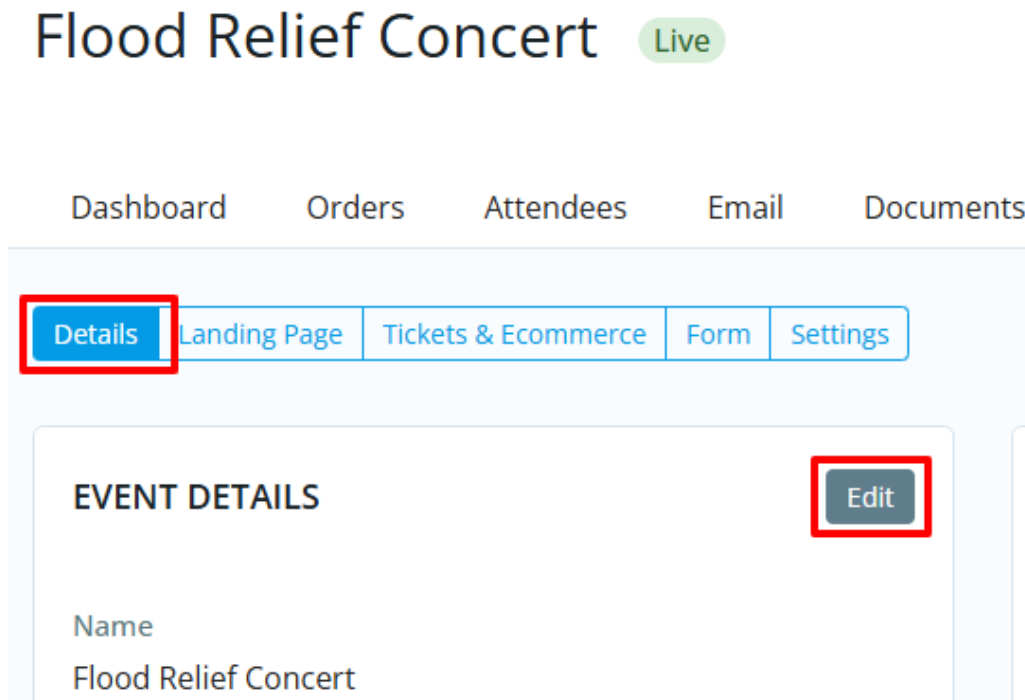 Flood Relief Concert Live
Dashboard Orders Attendees Email Documents
Details Landing Page Tickets & Ecommerce Form Settings
EVENT DETAILS Edit
Name
Flood Relief Concert